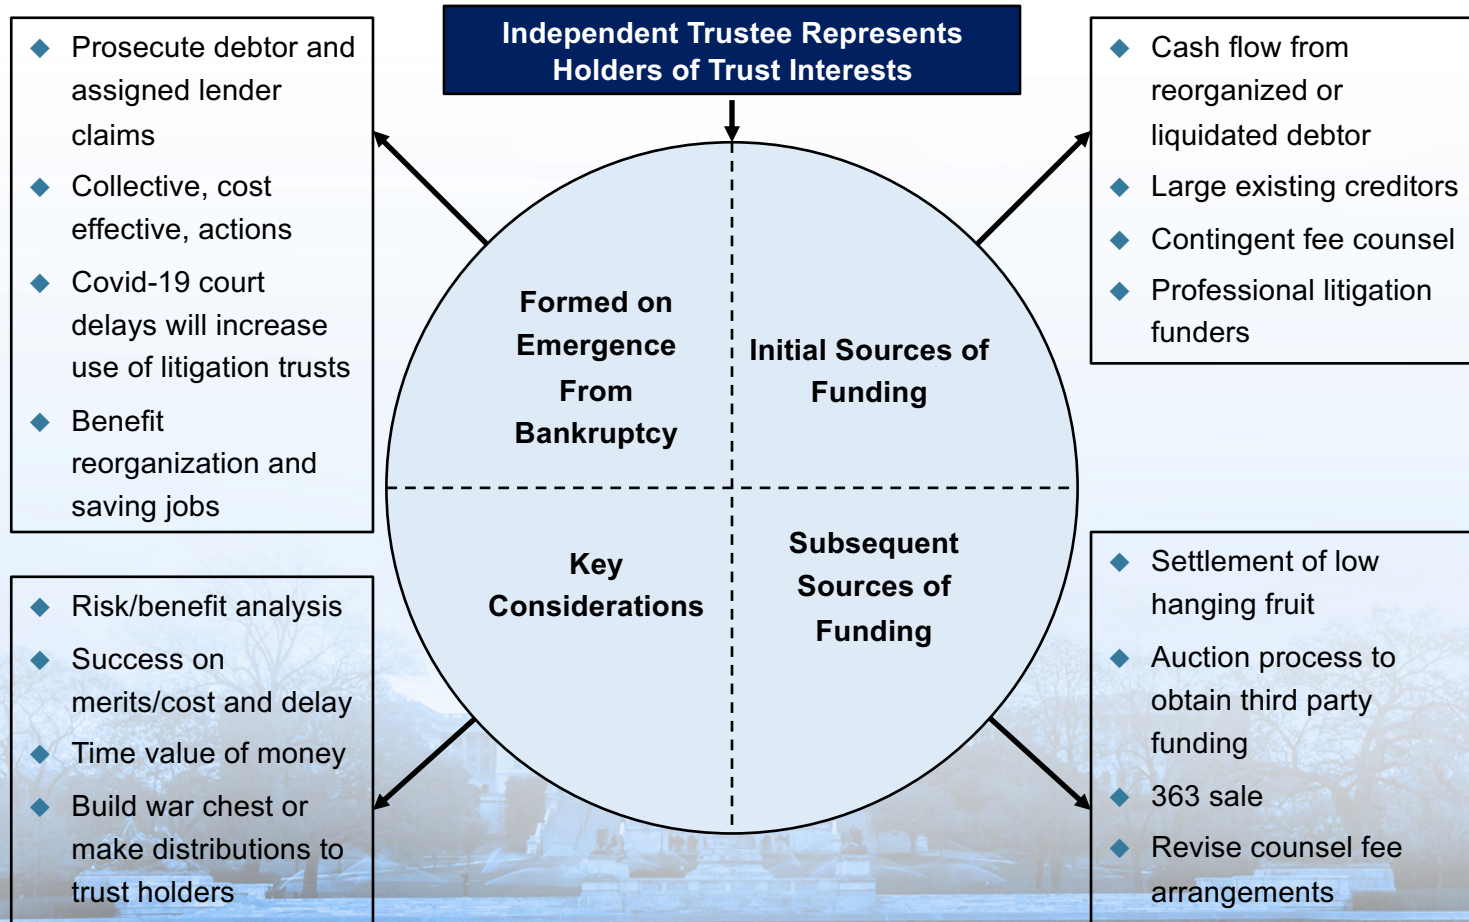 Independent Trustee Represents
Holders of Trust Interests
Prosecute debtor and
assigned lender
claims
Collective, cost
effective, actions
Covid-19 court
delays will increase
use of litigation trusts
Benefit
reorganization and
saving jobs
Formed on
Emergence
From
Bankruptcy
Initial Sources of
Funding
Cash flow from
reorganized or
liquidated debtor
Large existing creditors
Contingent fee counsel
Professional litigation
funders
Risk/benefit analysis
Success on
merits/cost and delay
Time value of money
Build war chest or
make distributions to
trust holders
Key
Considerations
Subsequent
Sources of
Funding
Settlement of low
hanging fruit
Auction process to
obtain third party
funding
363 sale
Revise counsel fee
arrangements